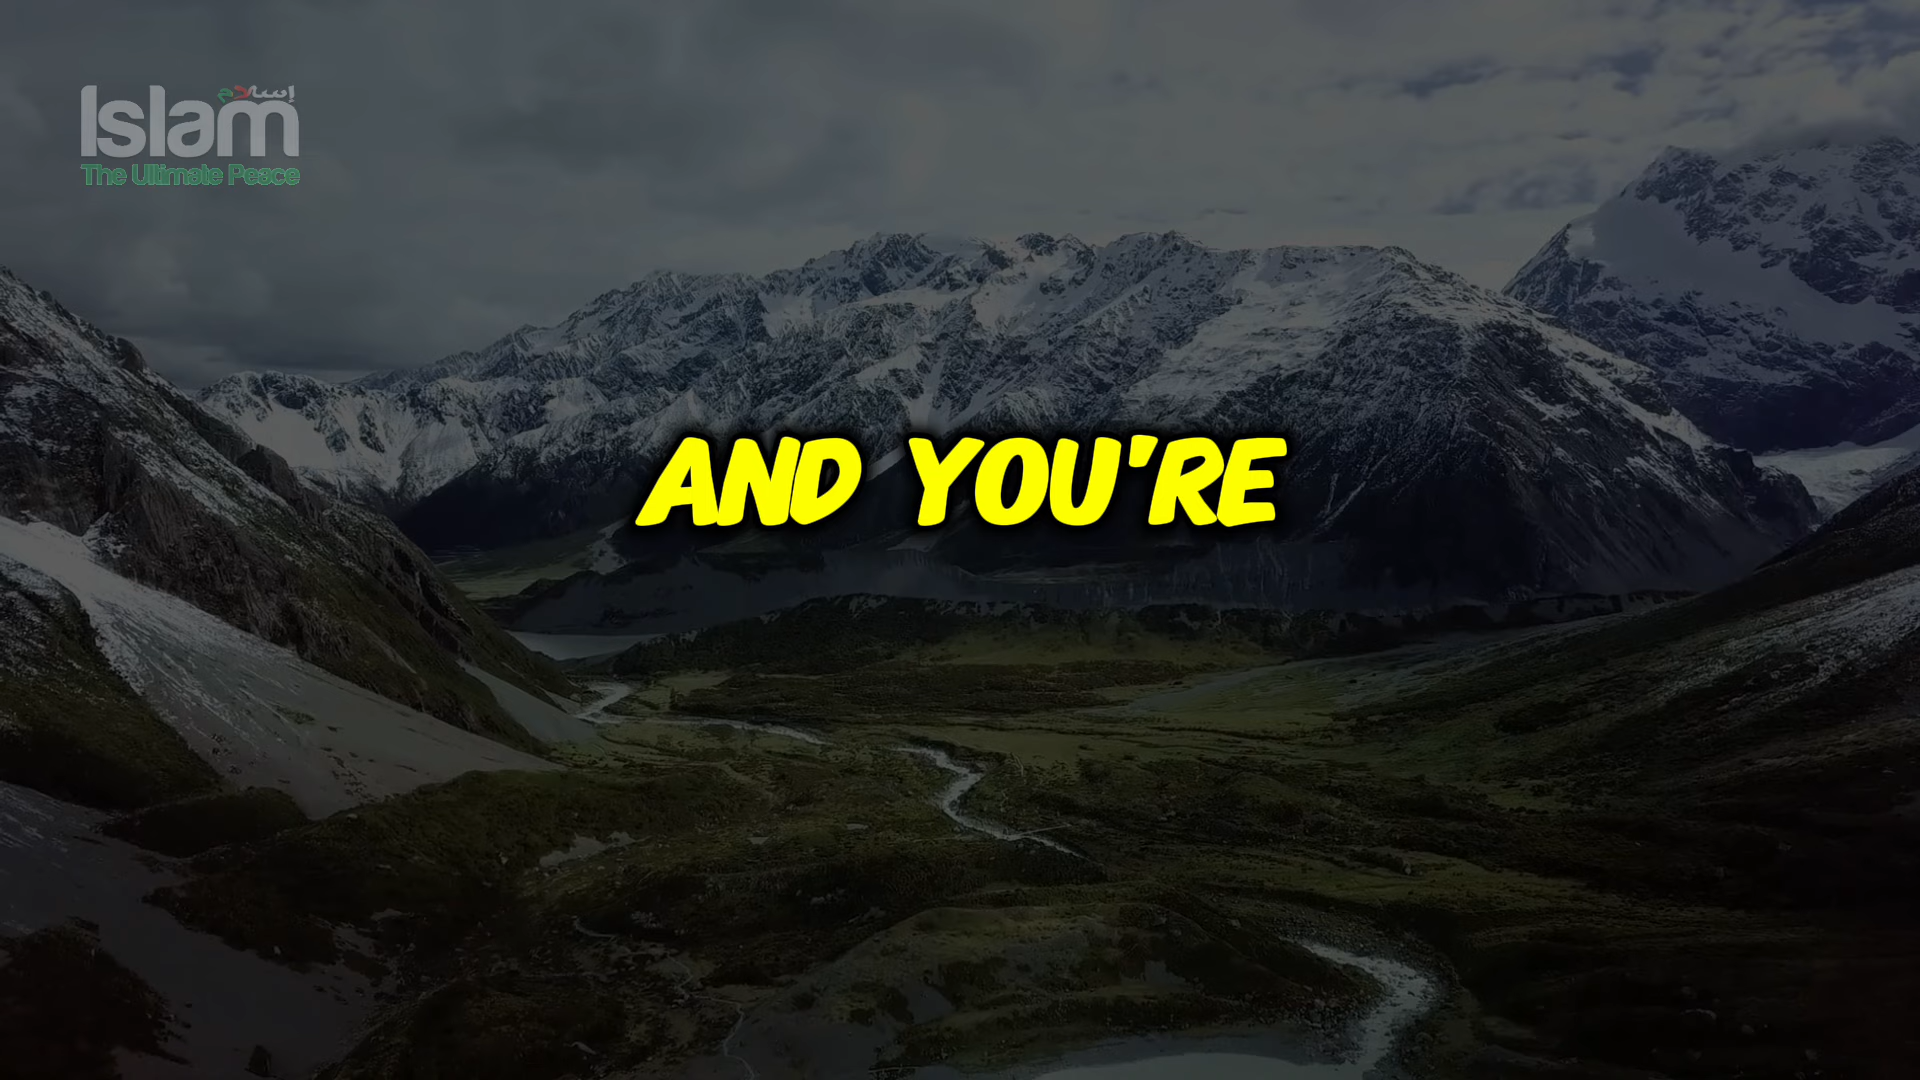 إسلام
Islam
The Ultimate Peace
AND YOU'RE